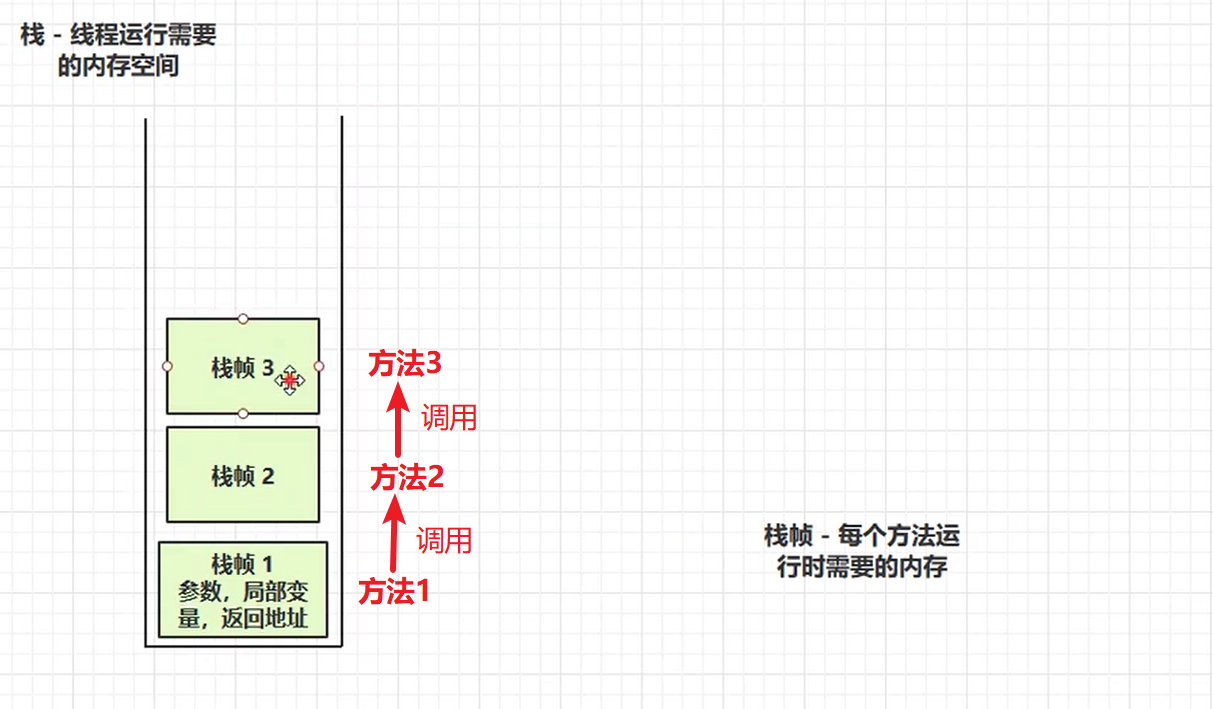 栈 - 线程运行需要
的内存空间
栈帧 3
方法3
调用
栈帧 2
方法2
调用
栈帧 1
参数，局部变
量，返回地址
方法1
栈帧 - 每个方法运
行时需要的内存